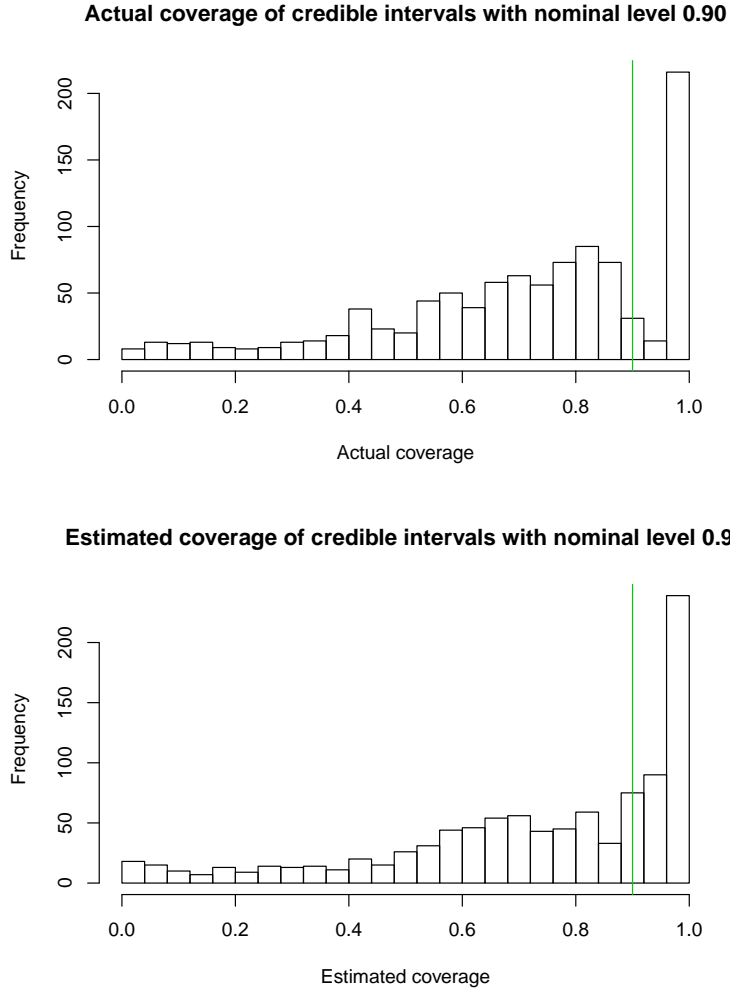 Actual coverage of credible intervals with nominal level 0.90
Frequency
200
150
100
50
0
0.0 0.2 0.4 0.6 0.8 1.0
Actual coverage
Estimated coverage of credible intervals with nominal level 0.9
Frequency
200
150
100
50
0
0.0 0.2 0.4 0.6 0.8 1.0
Estimated coverage